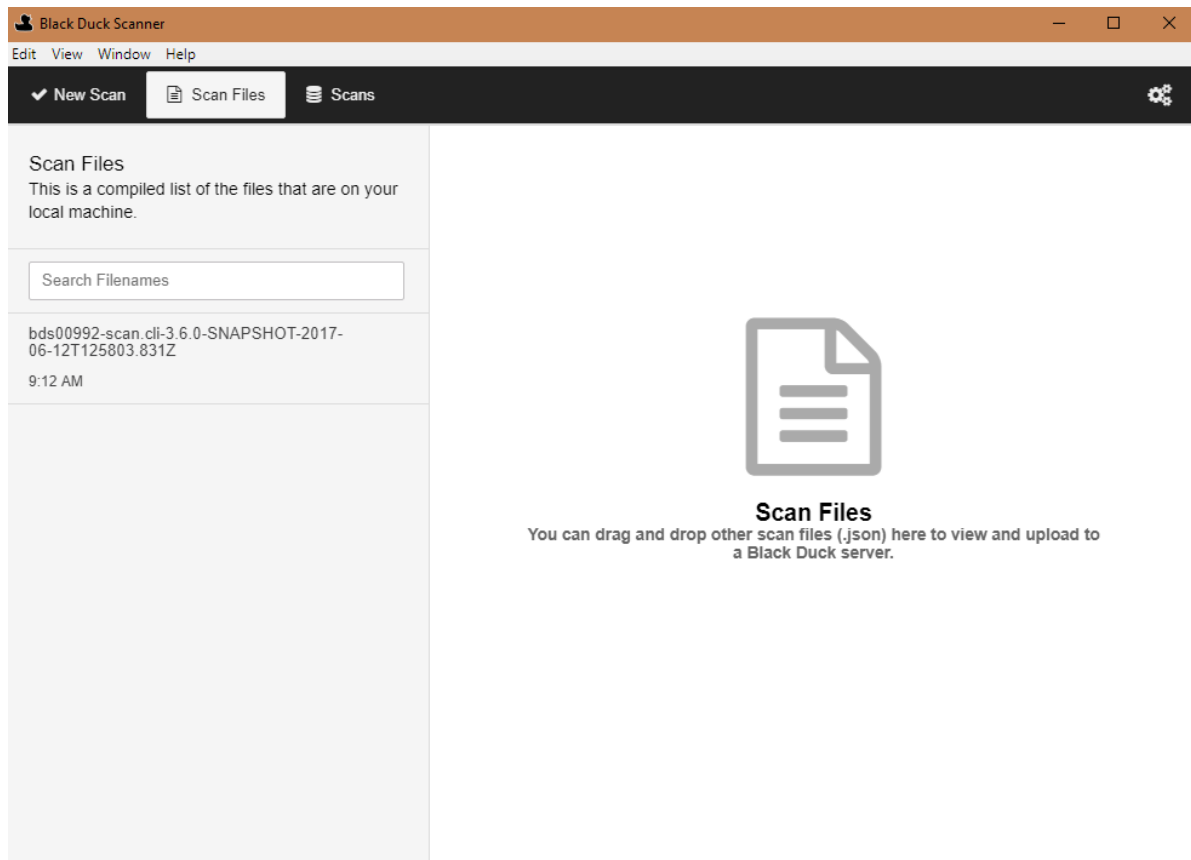 Black Duck Scanner
Edit View Window Help
New Scan Scan Files Scans
Scan Files
This is a compiled list of the files that are on your
local machine.
Search Filenames
bds00992-scan.cli-3.6.0-SNAPSHOT-2017-
06-12T125803.831Z
9:12 AM
Scan Files
You can drag and drop other scan files (.json) here to view and upload to
a Black Duck server.